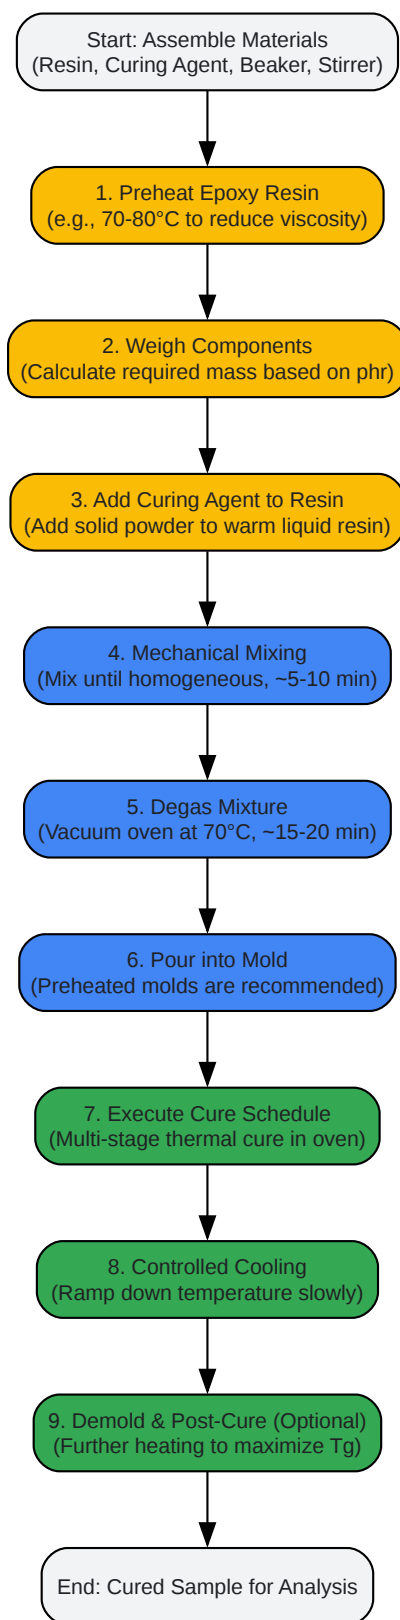 Start: Assemble Materials
(Resin, Curing Agent, Beaker, Stirrer)
1. Preheat Epoxy Resin
(e.g., 70-80°C to reduce viscosity)
2. Weigh Components
(Calculate required mass based on phr)
3. Add Curing Agent to Resin
(Add solid powder to warm liquid resin)
4. Mechanical Mixing
(Mix until homogeneous, ~5-10 min)
5. Degas Mixture
(Vacuum oven at 70°C, ~15-20 min)
6. Pour into Mold
(Preheated molds are recommended)
7. Execute Cure Schedule
(Multi-stage thermal cure in oven)
8. Controlled Cooling
(Ramp down temperature slowly)
9. Demold & Post-Cure (Optional)
(Further heating to maximize Tg)
End: Cured Sample for Analysis